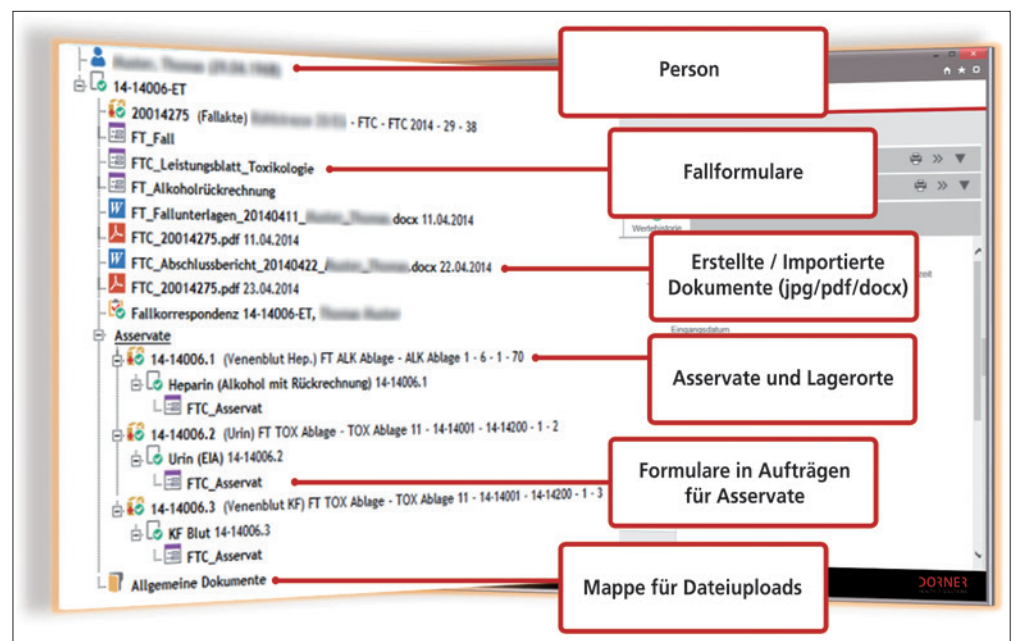 14-14006-ET
20014275 (Fallakte) - FTC - FTC 2014 - 29 - 38
FT_Fall
FTC_Leistungsblatt_Toxikologie
FT_Alkoholrückrechnung
FT_Fallunterlagen_20140411_ .docx 11.04.2014
FTC_20014275.pdf 11.04.2014
FTC_Abschlussbericht_20140422_ .docx 22.04.2014
FTC_20014275.pdf 23.04.2014
Fallkorrespondenz 14-14006-ET,
Asservate
14-14006.1 (Venenblut Hep.) FT ALK Ablage - ALK Ablage 1 - 6 - 1 - 70
Heparin (Alkohol mit Rückrechnung) 14-14006.1
FTC_Asservat
14-14006.2 (Urin) FT TOX Ablage - TOX Ablage 11 - 14-14001 - 14-14200 - 1 - 2
Urin (EIA) 14-14006.2
FTC_Asservat
14-14006.3 (Venenblut KF) FT TOX Ablage - TOX Ablage 11 - 14-14001 - 14-14200 - 1 - 3
KF Blut 14-14006.3
FTC_Asservat
Allgemeine Dokumente
Person
Fallformulare
Wertehistorie
Erstellte / Importierte
Dokumente (jpg/pdf/docx)
zeit
Eingangsdatum
Asservate und Lagerorte
Formulare in Aufträgen
für Asservate
Mappe für Dateiuploads
DORNER